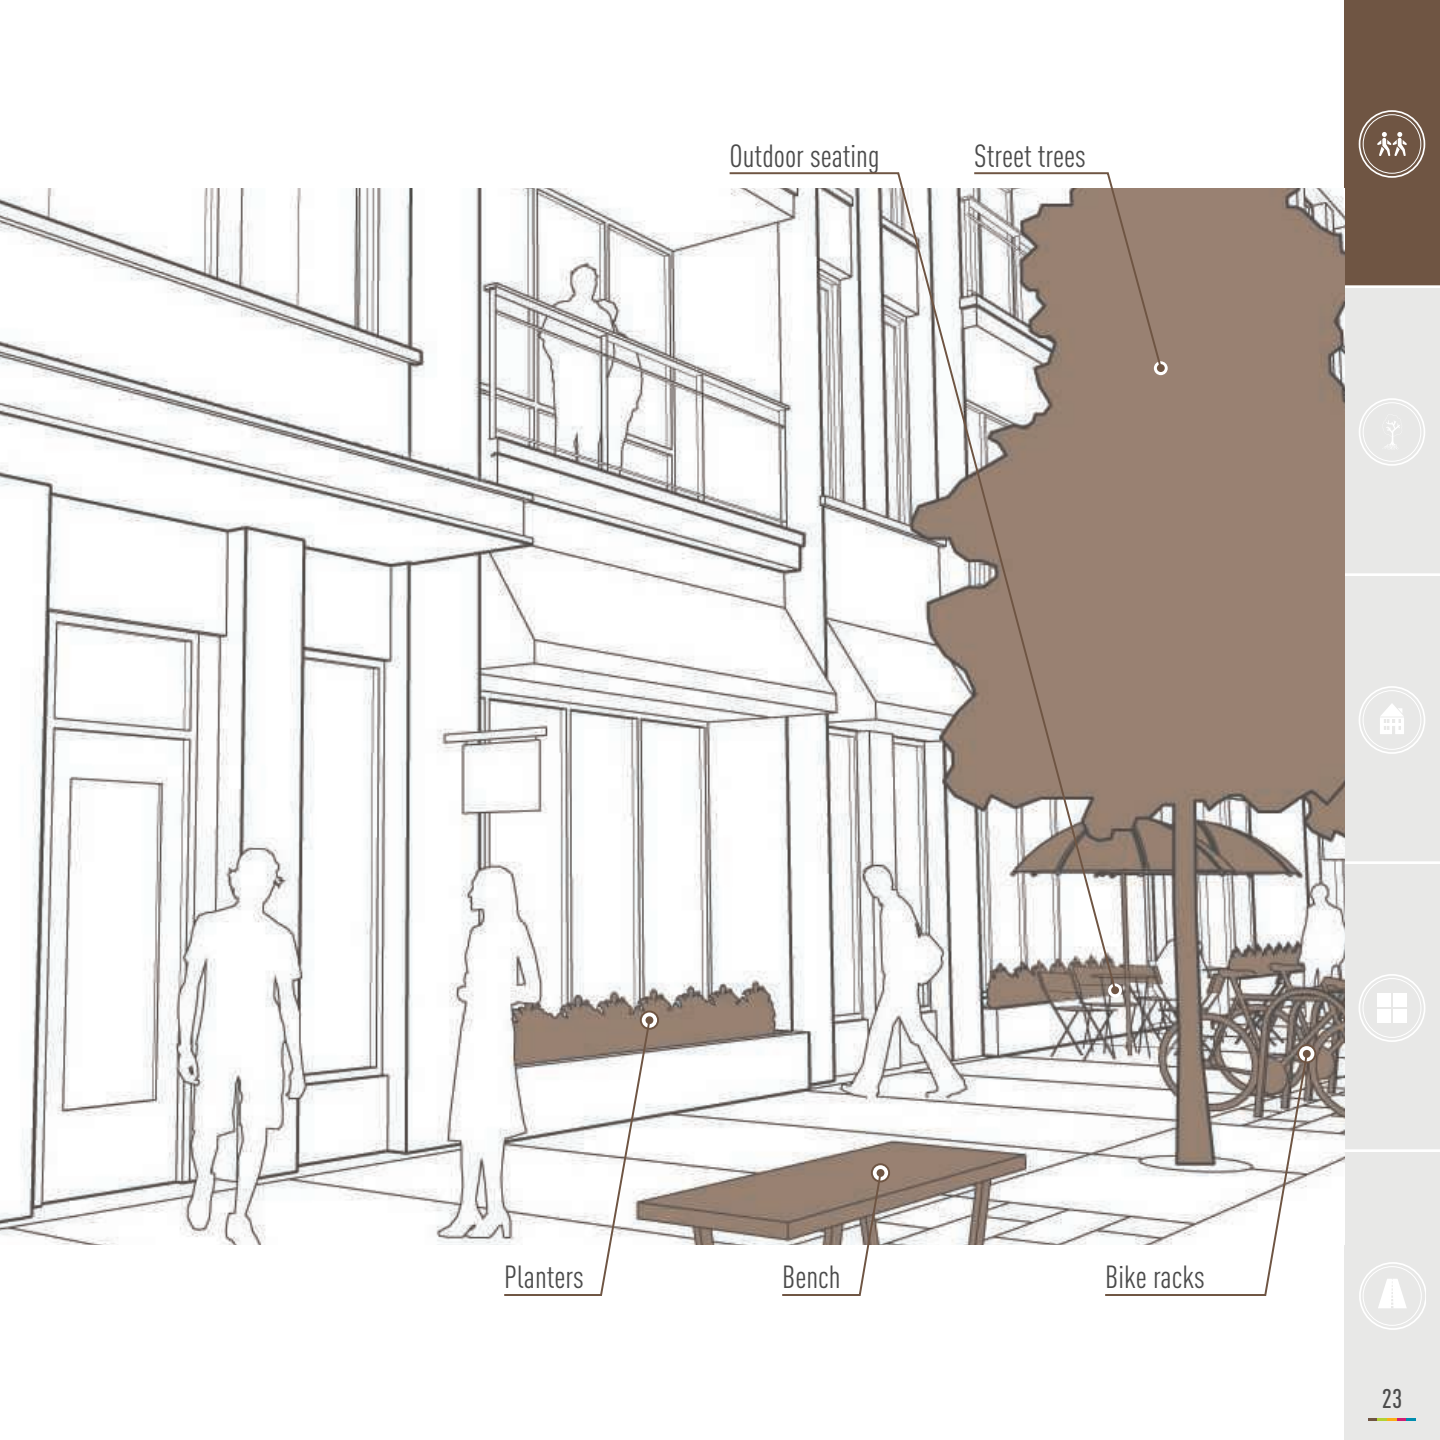 Outdoor seating
Street trees
Planters
Bench
Bike racks
23